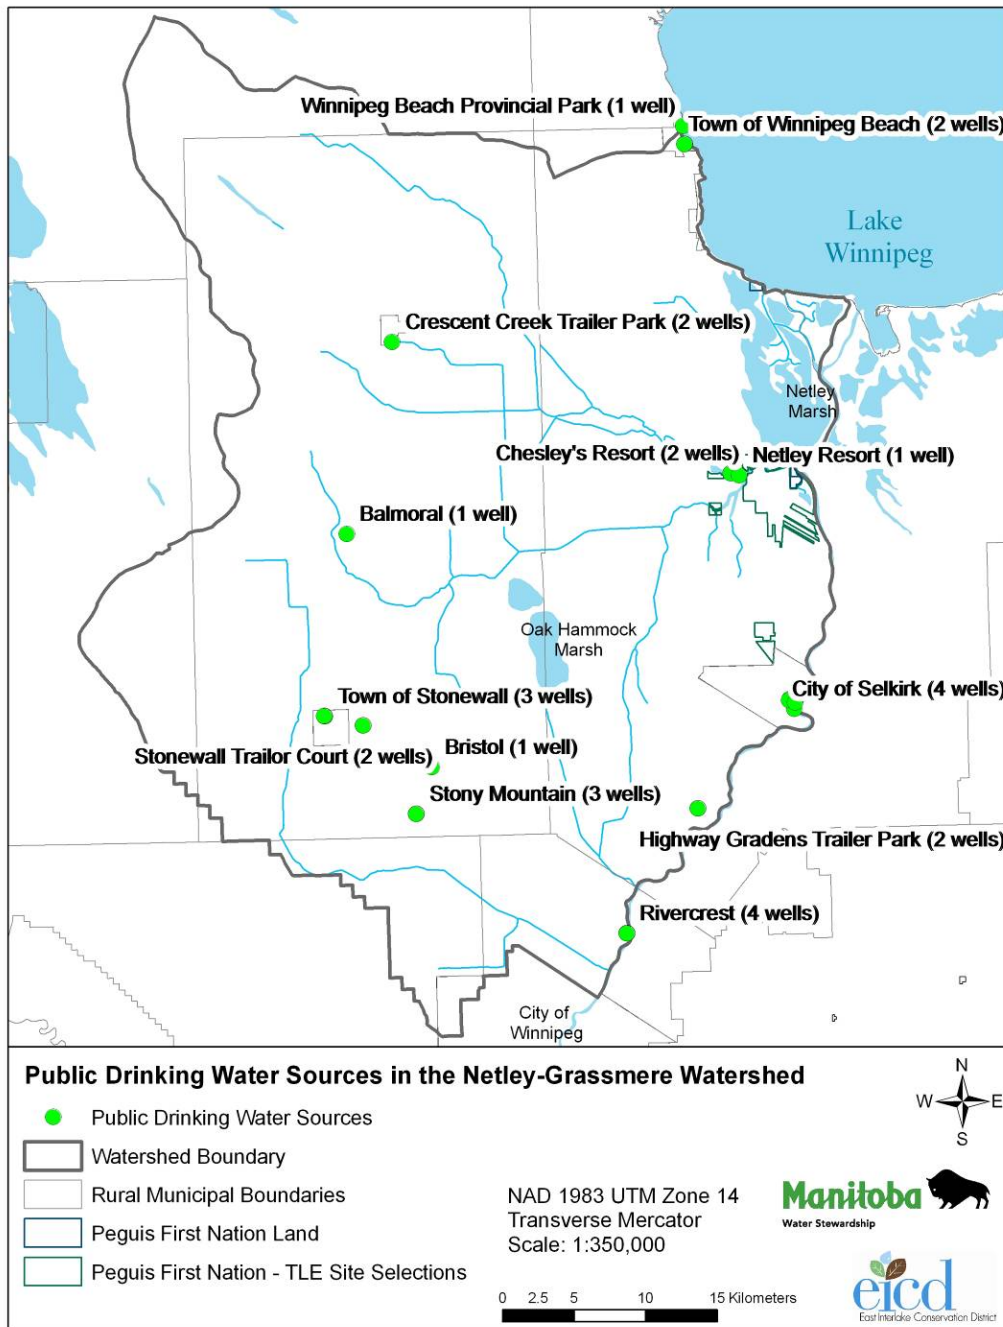 Winnipeg Beach Provincial Park (1 well)
Town of Winnipeg Beach (2 wells)
Lake
Winnipeg
Crescent Creek Trailer Park (2 wells)
Netley
Marsh
Chesley's Resort (2 wells)
Netley Resort (1 well)
Balmoral (1 well)
Oak Hammock
Marsh
Town of Stonewall (3 wells)
City of Selkirk (4 wells)
Stonewall Trailor Court (2 wells)
Bristol (1 well)
Stony Mountain (3 wells)
Highway Gradens Trailer Park (2 wells)
Rivercrest (4 wells)
City of
Winnipeg
Public Drinking Water Sources in the Netley-Grassmere Watershed
Public Drinking Water Sources
Watershed Boundary
Rural Municipal Boundaries
Peguis First Nation Land
Peguis First Nation - TLE Site Selections
NAD 1983 UTM Zone 14
Transverse Mercator
Scale: 1:350,000
0 2.5 5 10 15 Kilometers
N
W E
S
Manitoba
Water Stewardship
eicd
East Interlake Conservation District